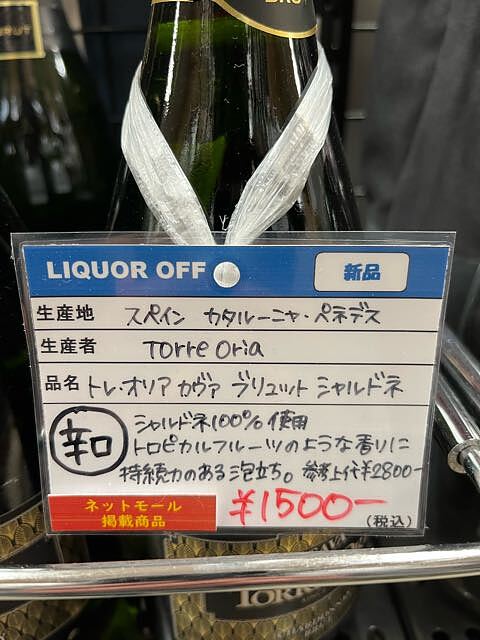 BRUT
LIQUOR OFF 新品
生産地 スペイン カタルーニャ・ペネデス
生産者 Torre Oria
品名 トレ・オリア カヴァ ブリュット シャルドネ
辛口 シャルドネ100%使用
トロピカルフルーツのような香りに
持続力のある泡立ち。参考上代¥2800-
ネットモール
掲載商品
¥1500-
(税込)